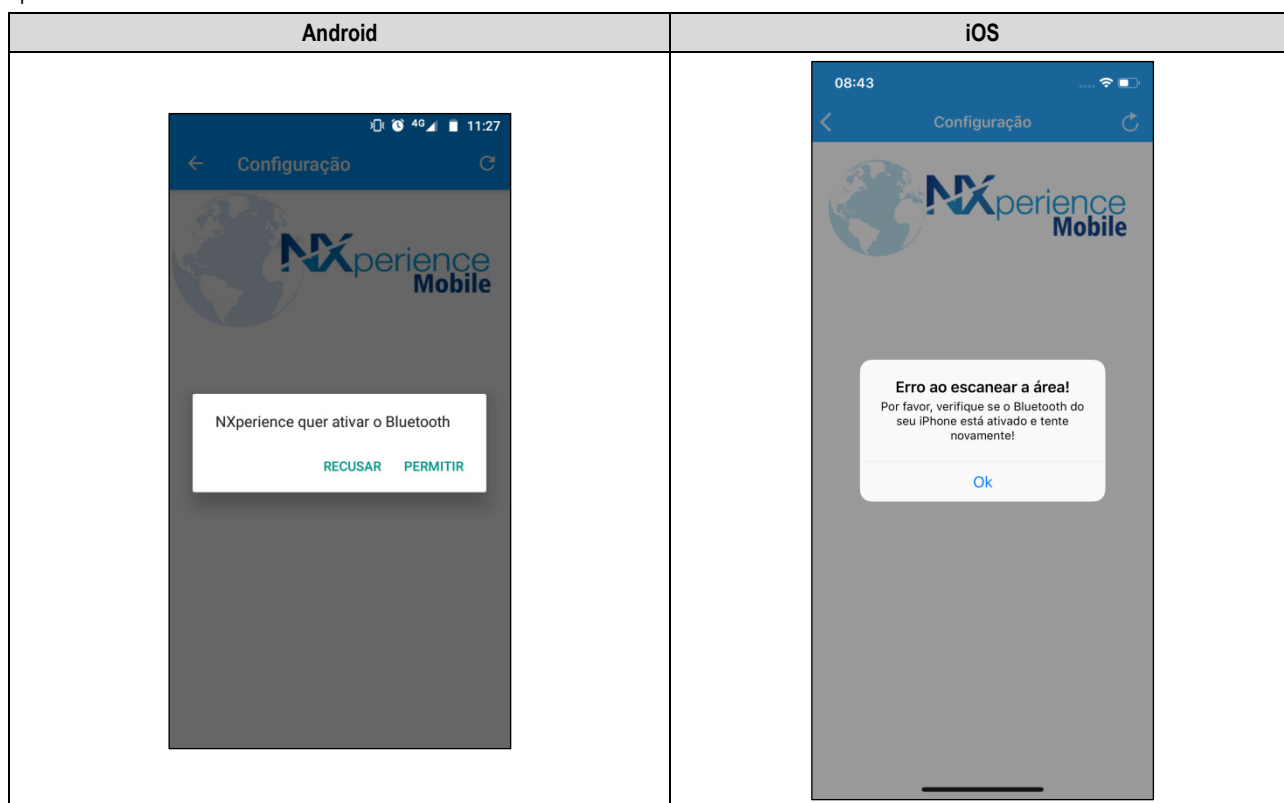 Android
iOS
4G 11:27
Configuração
NXperience
Mobile
NXperience quer ativar o Bluetooth
RECUSAR PERMITIR
08:43
Configuração
NXperience
Mobile
Erro ao escanear a área!
Por favor, verifique se o Bluetooth do
seu iPhone está ativado e tente
novamente!
Ok